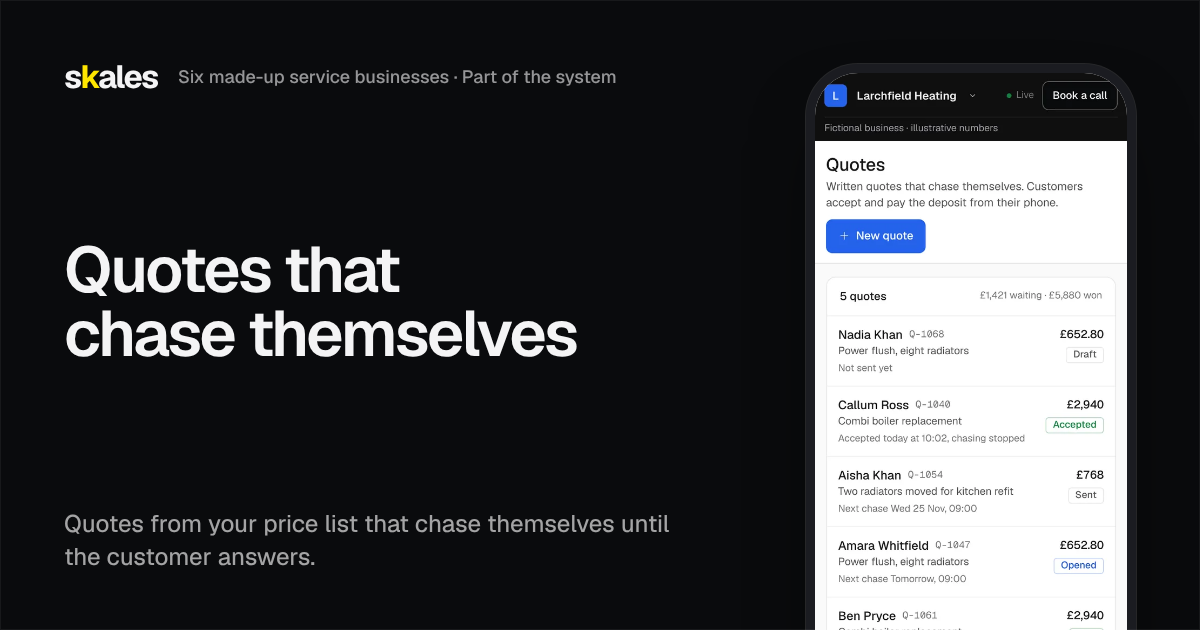 skales
Six made-up service businesses · Part of the system
Quotes that
chase themselves
Quotes from your price list that chase themselves until
the customer answers.
L
Larchfield Heating
Live
Book a call
Fictional business · illustrative numbers
Quotes
Written quotes that chase themselves. Customers
accept and pay the deposit from their phone.
+ New quote
5 quotes
£1,421 waiting · £5,880 won
Nadia Khan Q-1068
£652.80
Power flush, eight radiators
Draft
Not sent yet
Callum Ross Q-1040
£2,940
Combi boiler replacement
Accepted
Accepted today at 10:02, chasing stopped
Aisha Khan Q-1054
£768
Two radiators moved for kitchen refit
Sent
Next chase Wed 25 Nov, 09:00
Amara Whitfield Q-1047
£652.80
Power flush, eight radiators
Opened
Next chase Tomorrow, 09:00
Ben Pryce Q-1061
£2,940